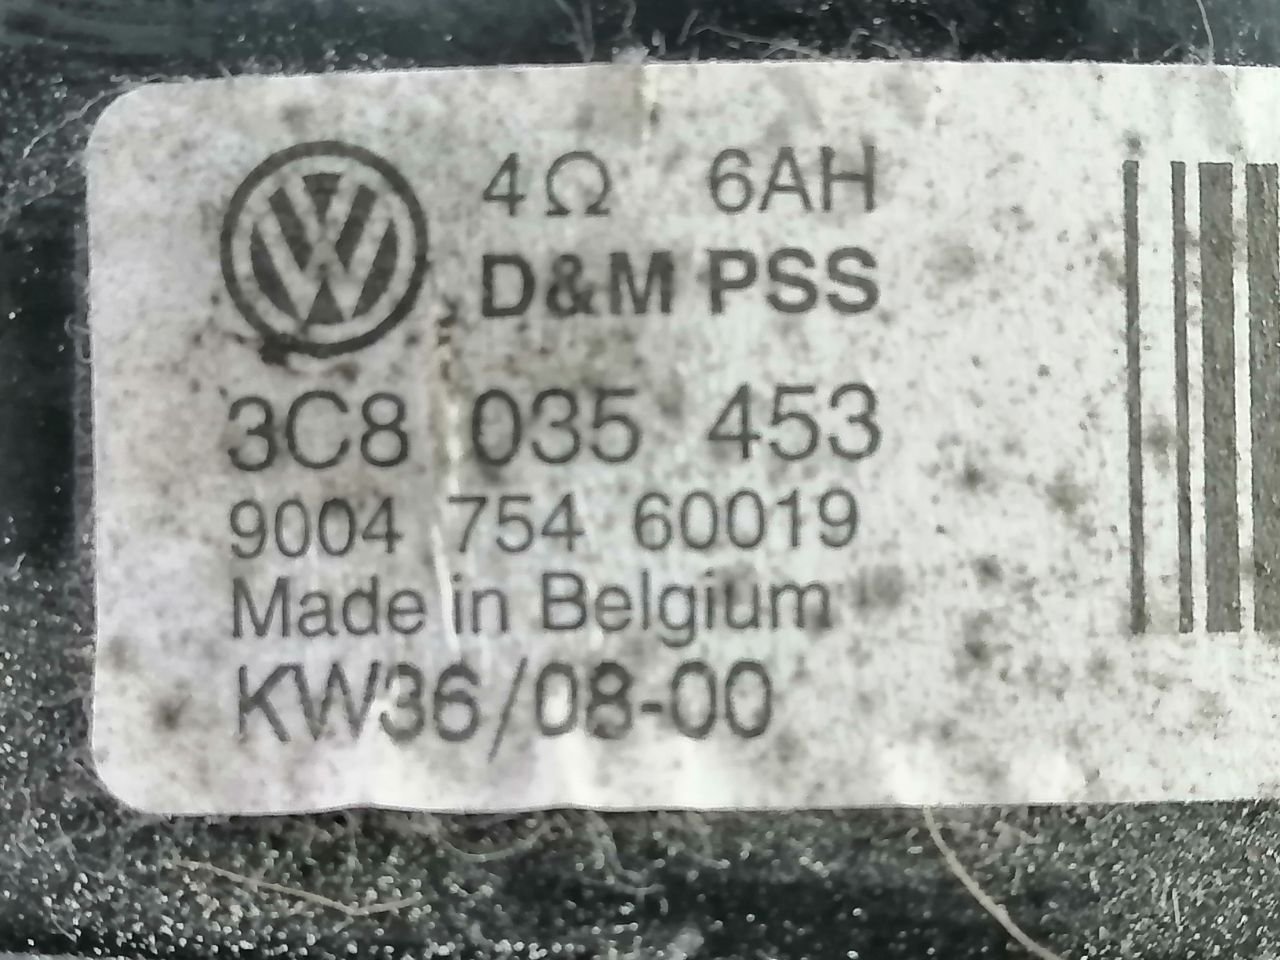 4Ω 6AH
D&M PSS
3C8 035 453
9004 754 60019
Made in Belgium
KW36/08-00